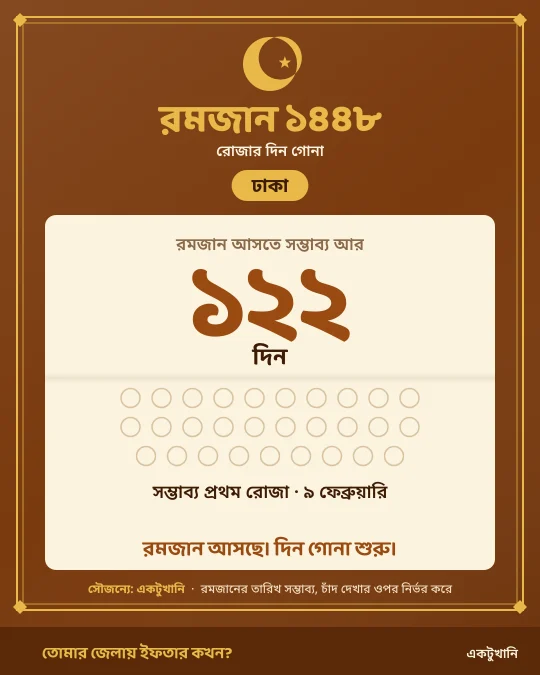 রমজান ১৪৪৮
রোজার দিন গোনা
ঢাকা
রমজান আসতে সম্ভাব্য আর
১২২
দিন
সম্ভাব্য প্রথম রোজা · ৯ ফেব্রুয়ারি
রমজান আসছে। দিন গোনা শুরু।
সৌজন্যে: একটুখানি · রমজানের তারিখ সম্ভাব্য, চাঁদ দেখার ওপর নির্ভর করে
তোমার জেলায় ইফতার কখন?
একটুখানি